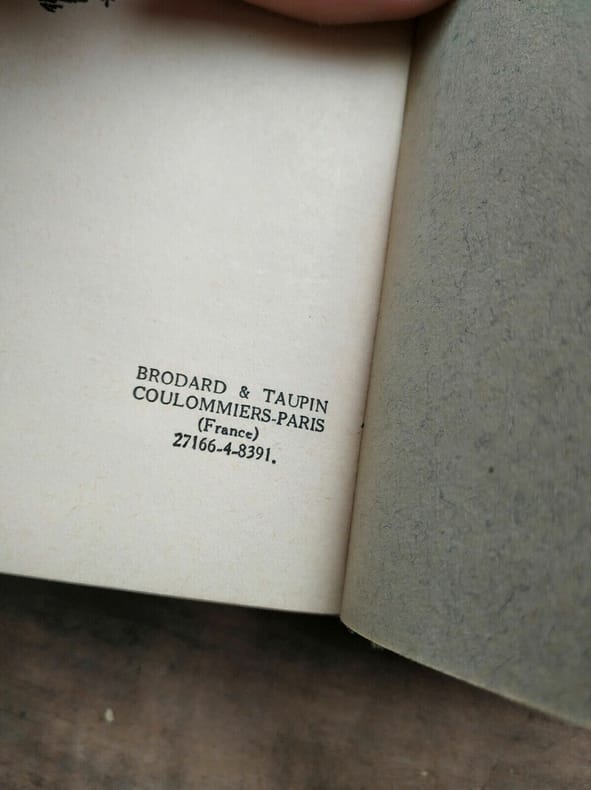 BRODARD & TAUPIN
COULOMMIERS-PARIS
(France)
27166-4-8391.